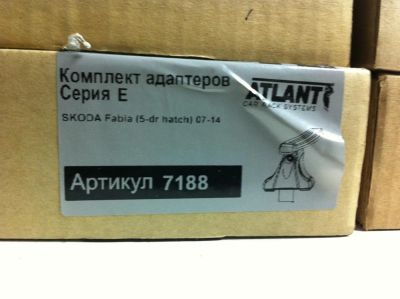 Комплект адаптеров
Серия Е
SKODA Fabia (5-dr hatch) 07-14
ATLANT
CAR RACK SYSTEMS
Артикул 7188